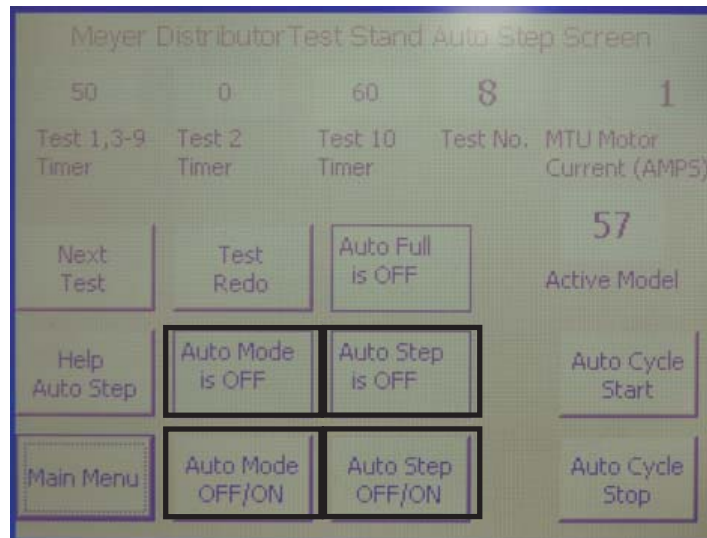 Meyer Distributor Test Stand Auto Step Screen
50 0 60 8 1
Test 1,3-9 Test 2 Test 10 Test No. MTU Motor
Timer Timer Timer Current (AMPS)
57
Active Model
Next
Test
Test
Redo
Auto Full
is OFF
Help
Auto Step
Auto Mode
is OFF
Auto Step
is OFF
Auto Cycle
Start
Main Menu
Auto Mode
OFF/ON
Auto Step
OFF/ON
Auto Cycle
Stop